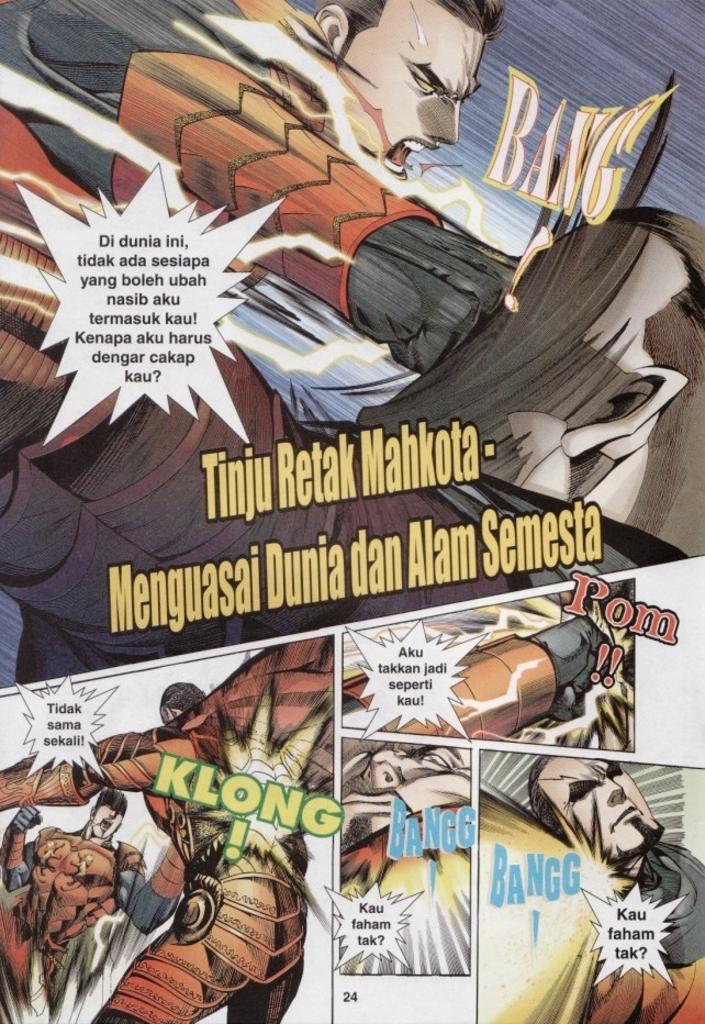 BANG!
Di dunia ini,
tidak ada sesiapa
yang boleh ubah
nasib aku
termasuk kau!
Kenapa aku harus
dengar cakap
kau?
Tinju Retak Mahkota -
Menguasai Dunia dan Alam Semesta
Pom
!!
Aku
takkan jadi
seperti
kau!
Tidak
sama
sekali!
KLONG
!
BANGG
!
Kau
faham
tak?
BANGG
!
Kau
faham
tak?
24